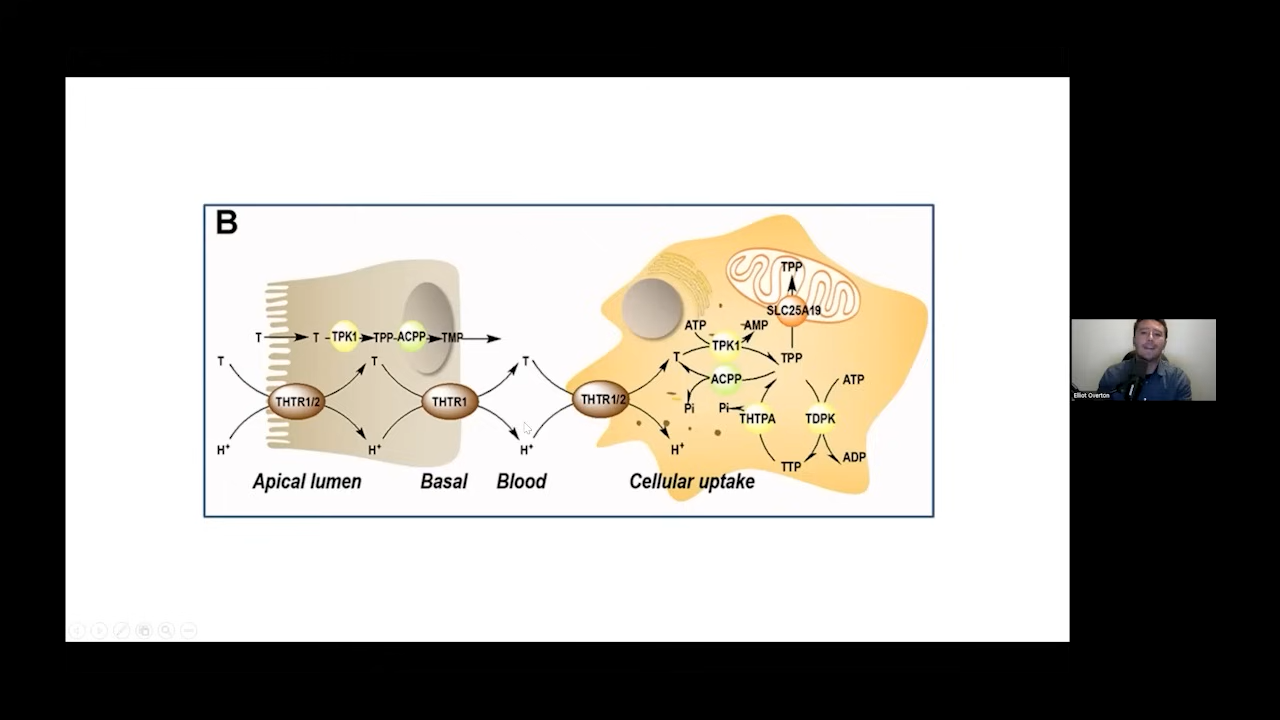 B
TPP
SLC25A19
ATP
AMP
T
T
TPK1
TPP
ACPP
TMP
TPK1
T
TPP
T
T
T
T
ACPP
ATP
THTR1/2
THTR1
THTR1/2
Pi
Pi
THTPA
TDPK
H⁺
H⁺
H⁺
H⁺
TTP
ADP
Apical lumen
Basal
Blood
Cellular uptake
Elliot Overton